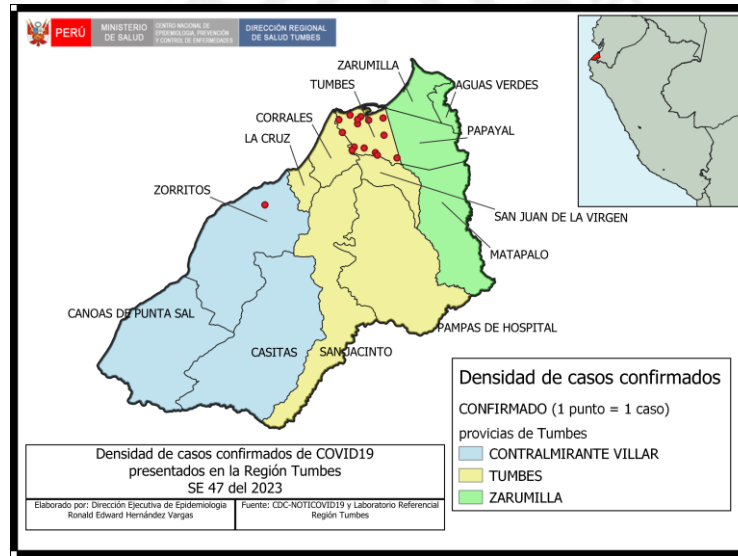 PERÚ
MINISTERIO
DE SALUD
CENTRO NACIONAL DE
EPIDEMIOLOGÍA, PREVENCIÓN
Y CONTROL DE ENFERMEDADES
DIRECCIÓN REGIONAL
DE SALUD TUMBES
ZARUMILLA
TUMBES
AGUAS VERDES
CORRALES
LA CRUZ
PAPAYAL
ZORRITOS
SAN JUAN DE LA VIRGEN
MATAPALO
CANOAS DE PUNTA SAL
PAMPAS DE HOSPITAL
CASITAS
SAN JACINTO
Densidad de casos confirmados
CONFIRMADO (1 punto = 1 caso)
provicias de Tumbes
CONTRALMIRANTE VILLAR
TUMBES
ZARUMILLA
Densidad de casos confirmados de COVID19
presentados en la Región Tumbes
SE 47 del 2023
Elaborado por: Dirección Ejecutiva de Epidemiologia
Ronald Edward Hernández Vargas
Fuente: CDC-NOTICOVID19 y Laboratorio Referencial
Región Tumbes